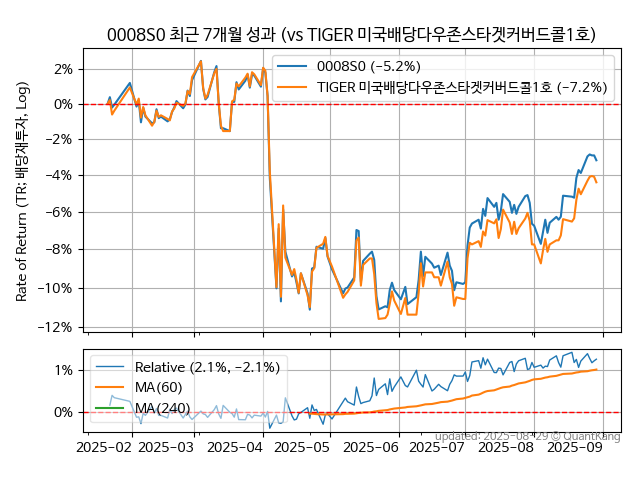 0008S0 최근 7개월 성과 (vs TIGER 미국배당다우존스타겟커버드콜1호)
Rate of Return (TR: 배당재투자, Log)
2%
0%
−2%
−4%
−6%
−8%
−10%
−12%
0008S0 (−5.2%)
TIGER 미국배당다우존스타겟커버드콜1호 (−7.2%)
1%
0%
Relative (2.1%, −2.1%)
MA(60)
MA(240)
2025−02 2025−03 2025−04 2025−05 2025−06 2025−07 2025−08 2025−09
updated: 2025-08-29 © QuantKang